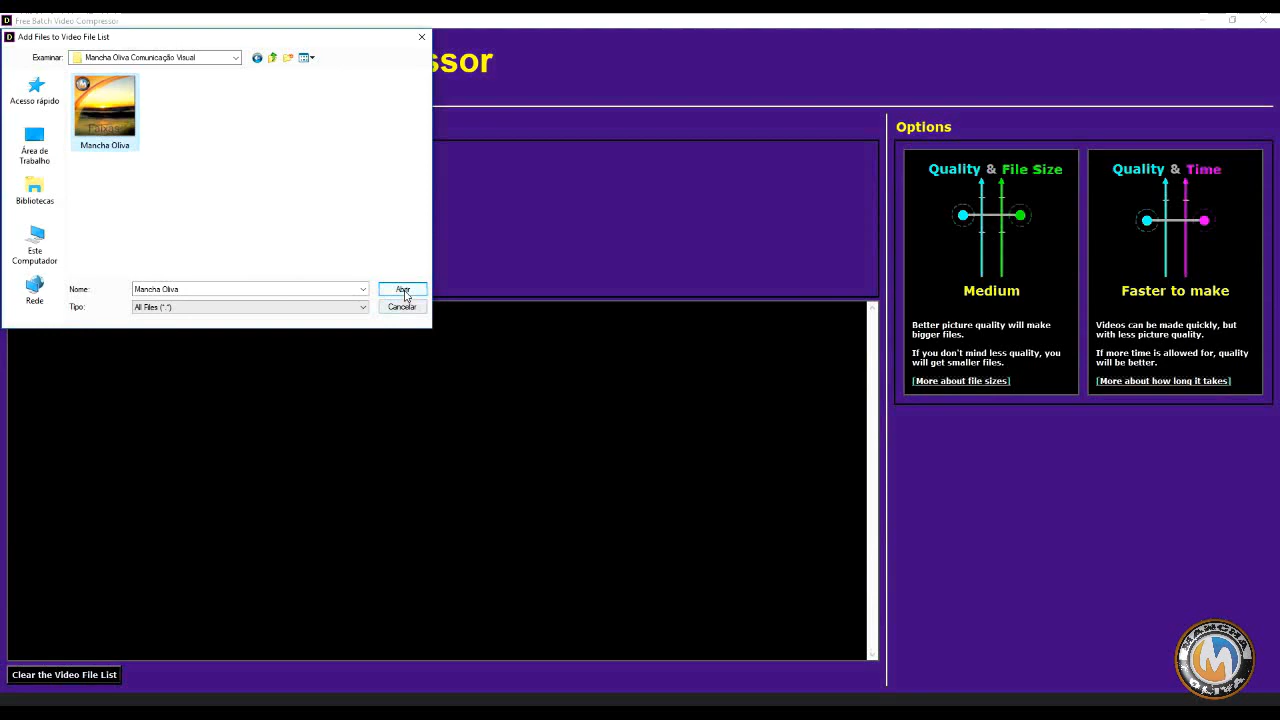 Free Batch Video Compressor
ssor
Add Files to Video File List
Examinar:
Mancha Oliva Comunicação Visual
Acesso rápido
Área de
Trabalho
Bibliotecas
Este
Computador
Rede
Mancha Oliva
Nome:
Mancha Oliva
Abrir
Tipo:
All Files (*.*)
Cancelar
Options
Quality & File Size
Medium
Better picture quality will make
bigger files.
If you don't mind less quality, you
will get smaller files.
[More about file sizes]
Quality & Time
Faster to make
Videos can be made quickly, but
with less picture quality.
If more time is allowed for, quality
will be better.
[More about how long it takes]
Clear the Video File List
MANCHA
OLIVA